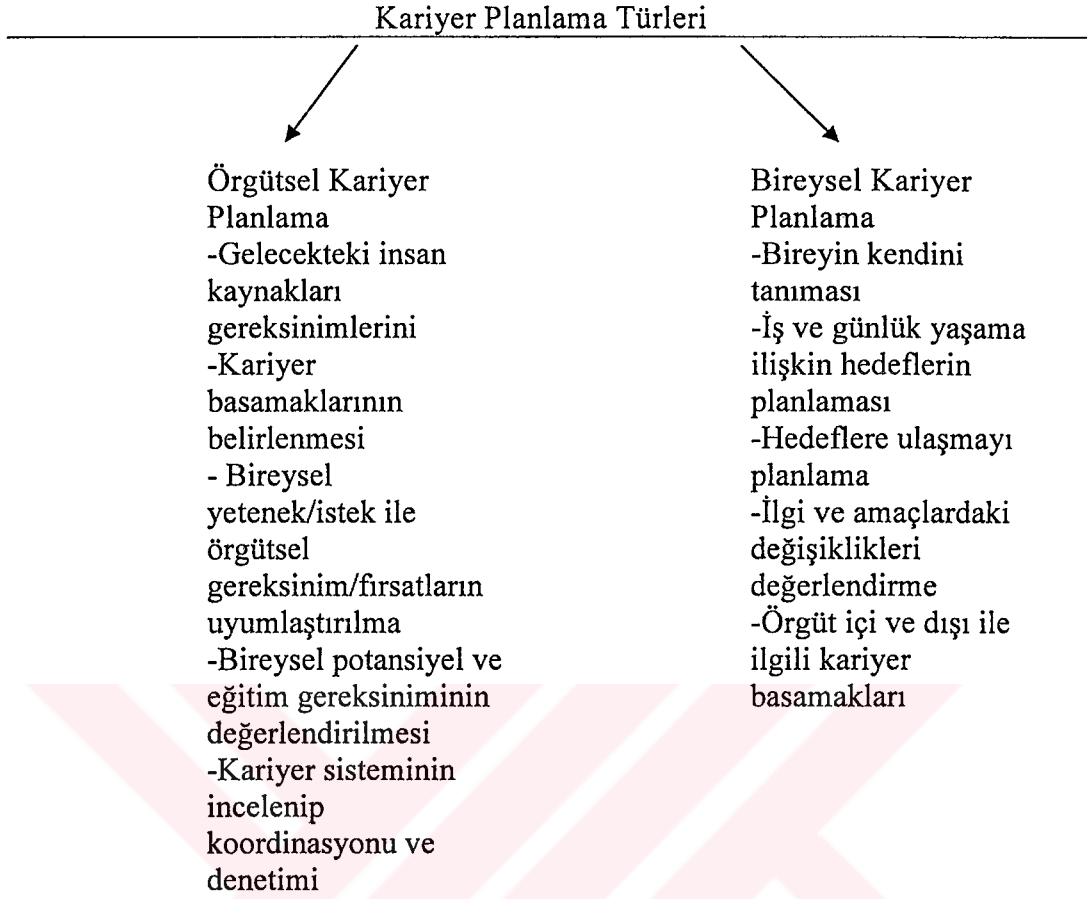 Kariyer Planlama Türleri
Örgütsel Kariyer
Planlama
-Gelecekteki insan
kaynakları
gereksinimlerini
-Kariyer
basamaklarının
belirlenmesi
- Bireysel
yetenek/istek ile
örgütsel
gereksinim/fırsatların
uyumlaştırılma
-Bireysel potansiyel ve
eğitim gereksiniminin
değerlendirilmesi
-Kariyer sisteminin
incelenip
koordinasyonu ve
denetimi
Bireysel Kariyer
Planlama
-Bireyin kendini
tanıması
-İş ve günlük yaşama
ilişkin hedeflerin
planlaması
-Hedeflere ulaşmayı
planlama
-İlgi ve amaçlardaki
değişiklikleri
değerlendirme
-Örgüt içi ve dışı ile
ilgili kariyer
basamakları